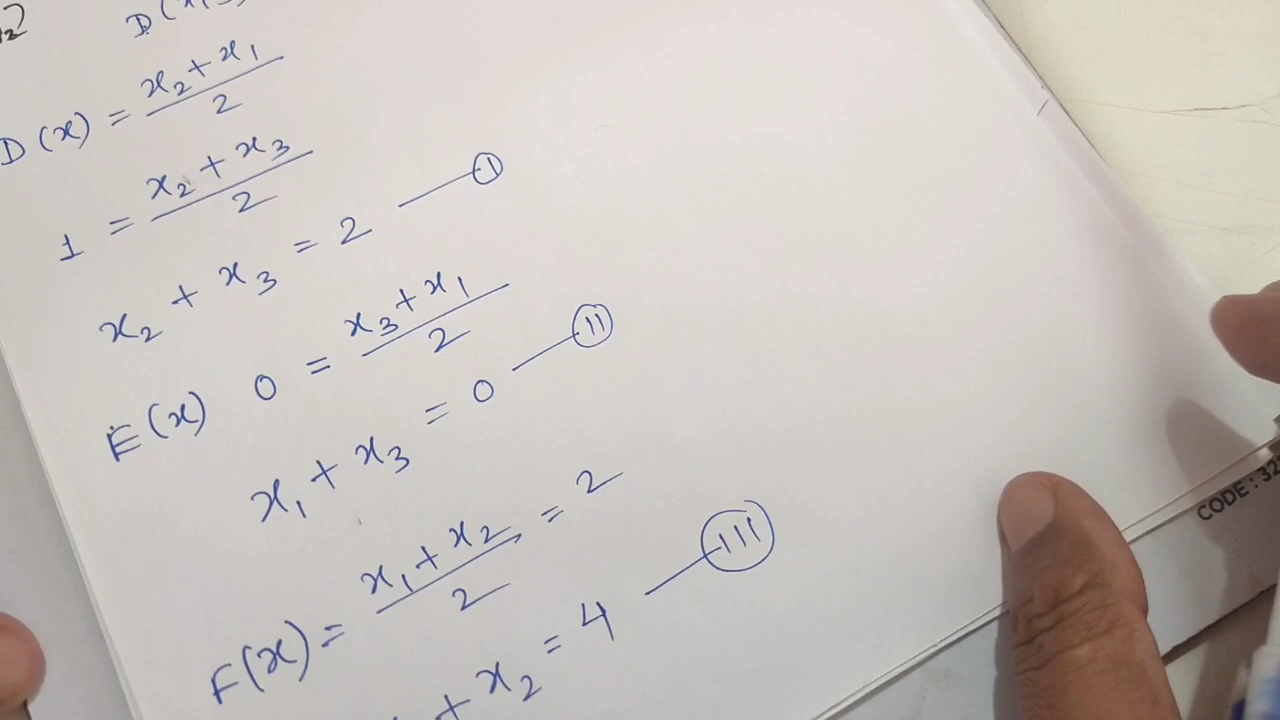 D(x) = (x₂ + x₁)/2
1 = (x₂ + x₃)/2
x₂ + x₃ = 2 — (I)
E(x) 0 = (x₃ + x₁)/2
x₁ + x₃ = 0 — (II)
F(x) = (x₁ + x₂)/2 = 2
+ x₂ = 4 — (III)
CODE : 32